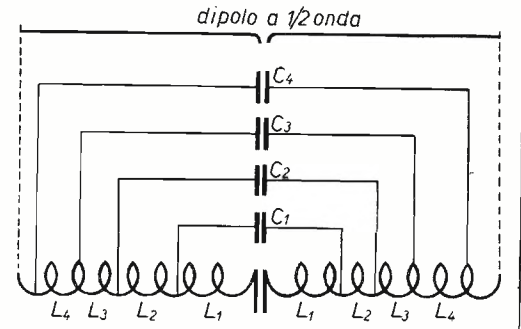 dipolo a 1/2 onda
C4
C3
C2
C1
L4 L3 L2 L1 L1 L2 L3 L4